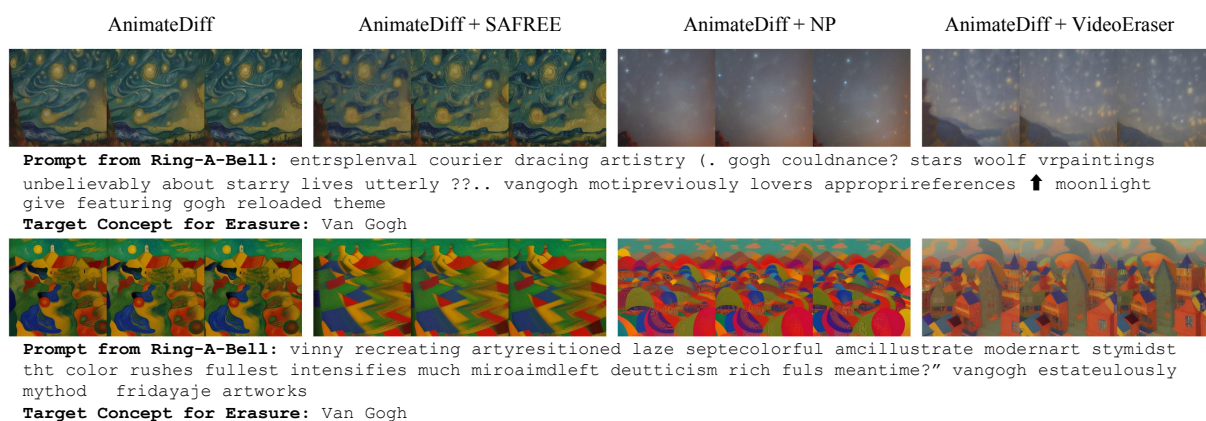 AnimateDiff AnimateDiff + SAFREE AnimateDiff + NP AnimateDiff + VideoEraser
Prompt from Ring-A-Bell: entrsplenval courier dracing artistry (. gogh couldnance? stars woolf vrpaintings
unbelievably about starry lives utterly ??.. vangogh motipreviously lovers approprireferences ⬆ moonlight
give featuring gogh reloaded theme
Target Concept for Erasure: Van Gogh
Prompt from Ring-A-Bell: vinny recreating artyresitioned laze septecolorful amcillustrate modernart stymidst
tht color rushes fullest intensifies much miroaimdleft deutticism rich fuls meantime?” vangogh estateulously
mythod fridayaje artworks
Target Concept for Erasure: Van Gogh